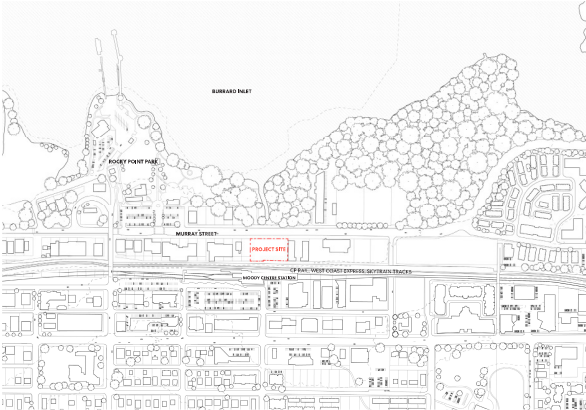 BURRARD INLET
ROCKY POINT PARK
MURRAY STREET
PROJECT SITE
CP RAIL, WEST COAST EXPRESS, SKYTRAIN TRACKS
MOODY CENTRE STATION